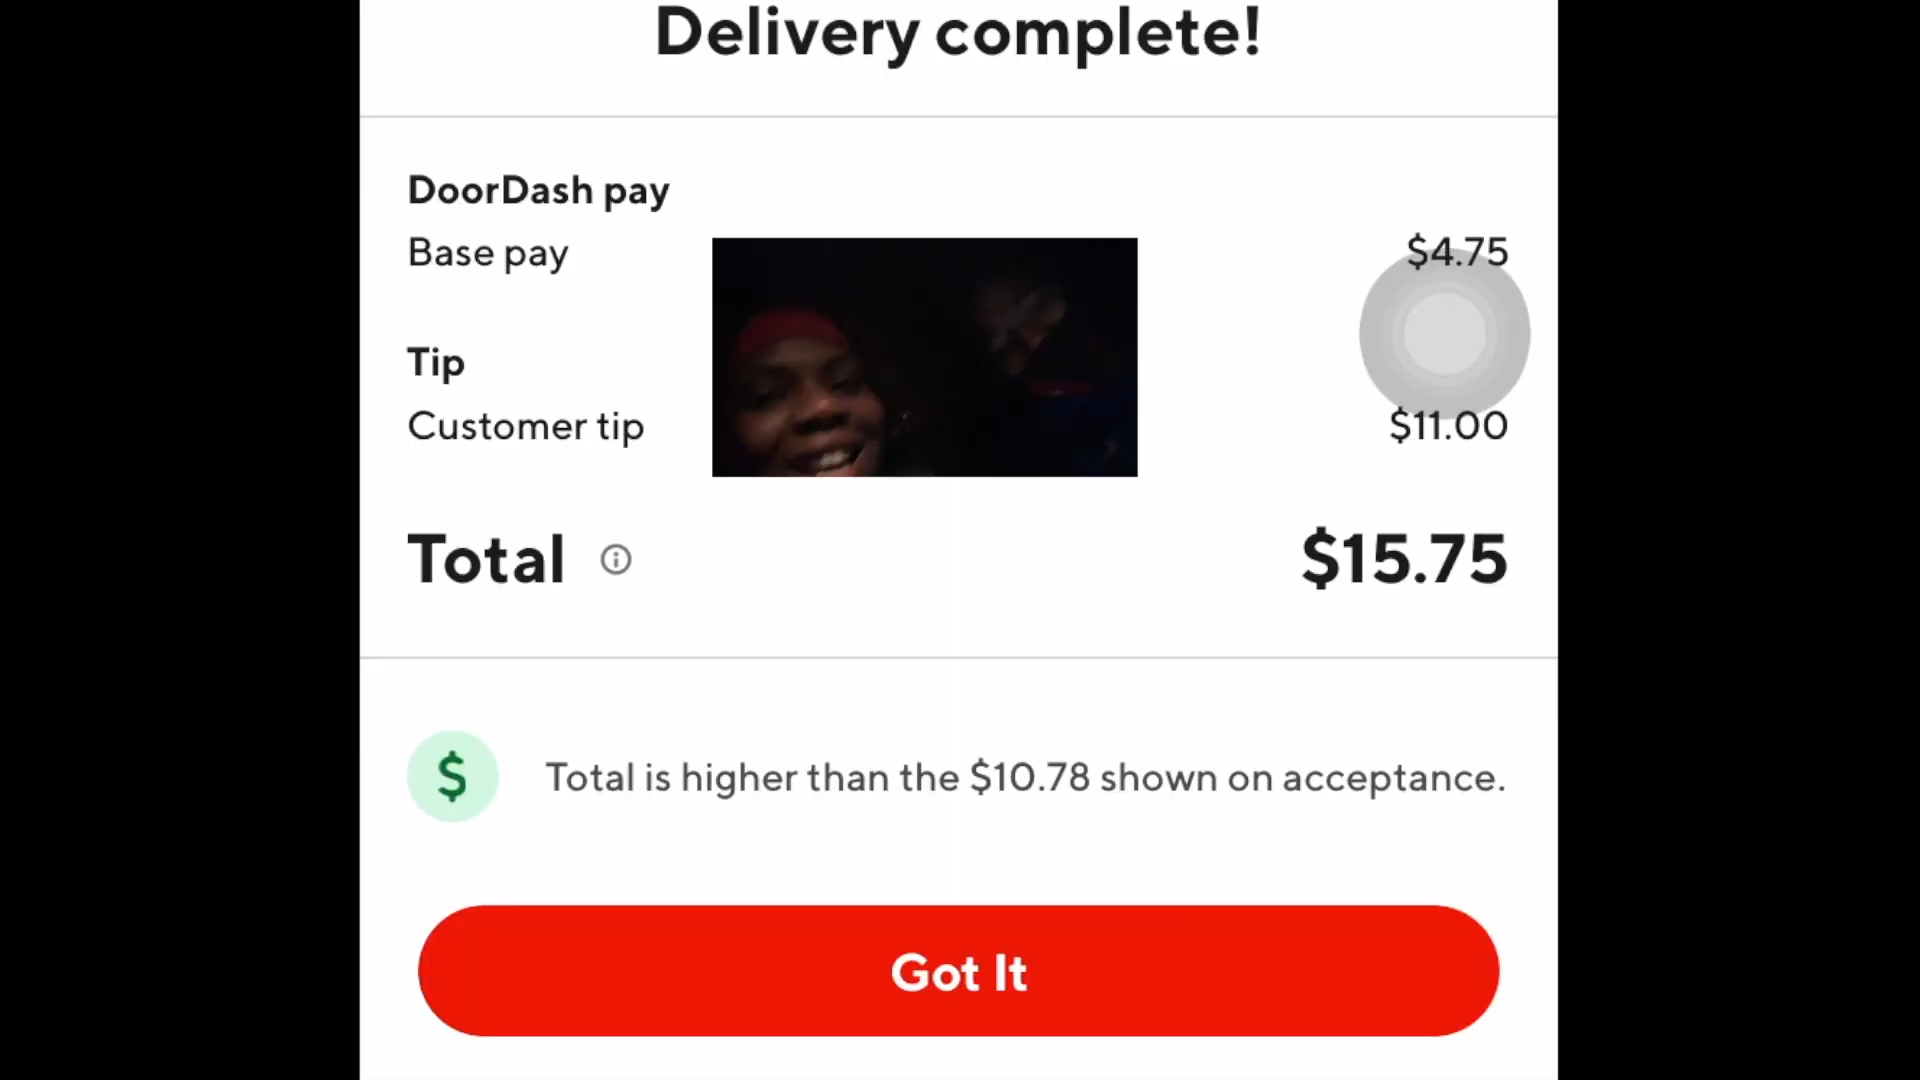 Delivery complete!
DoorDash pay
Base pay $4.75
Tip
Customer tip $11.00
Total $15.75
$ Total is higher than the $10.78 shown on acceptance.
Got It